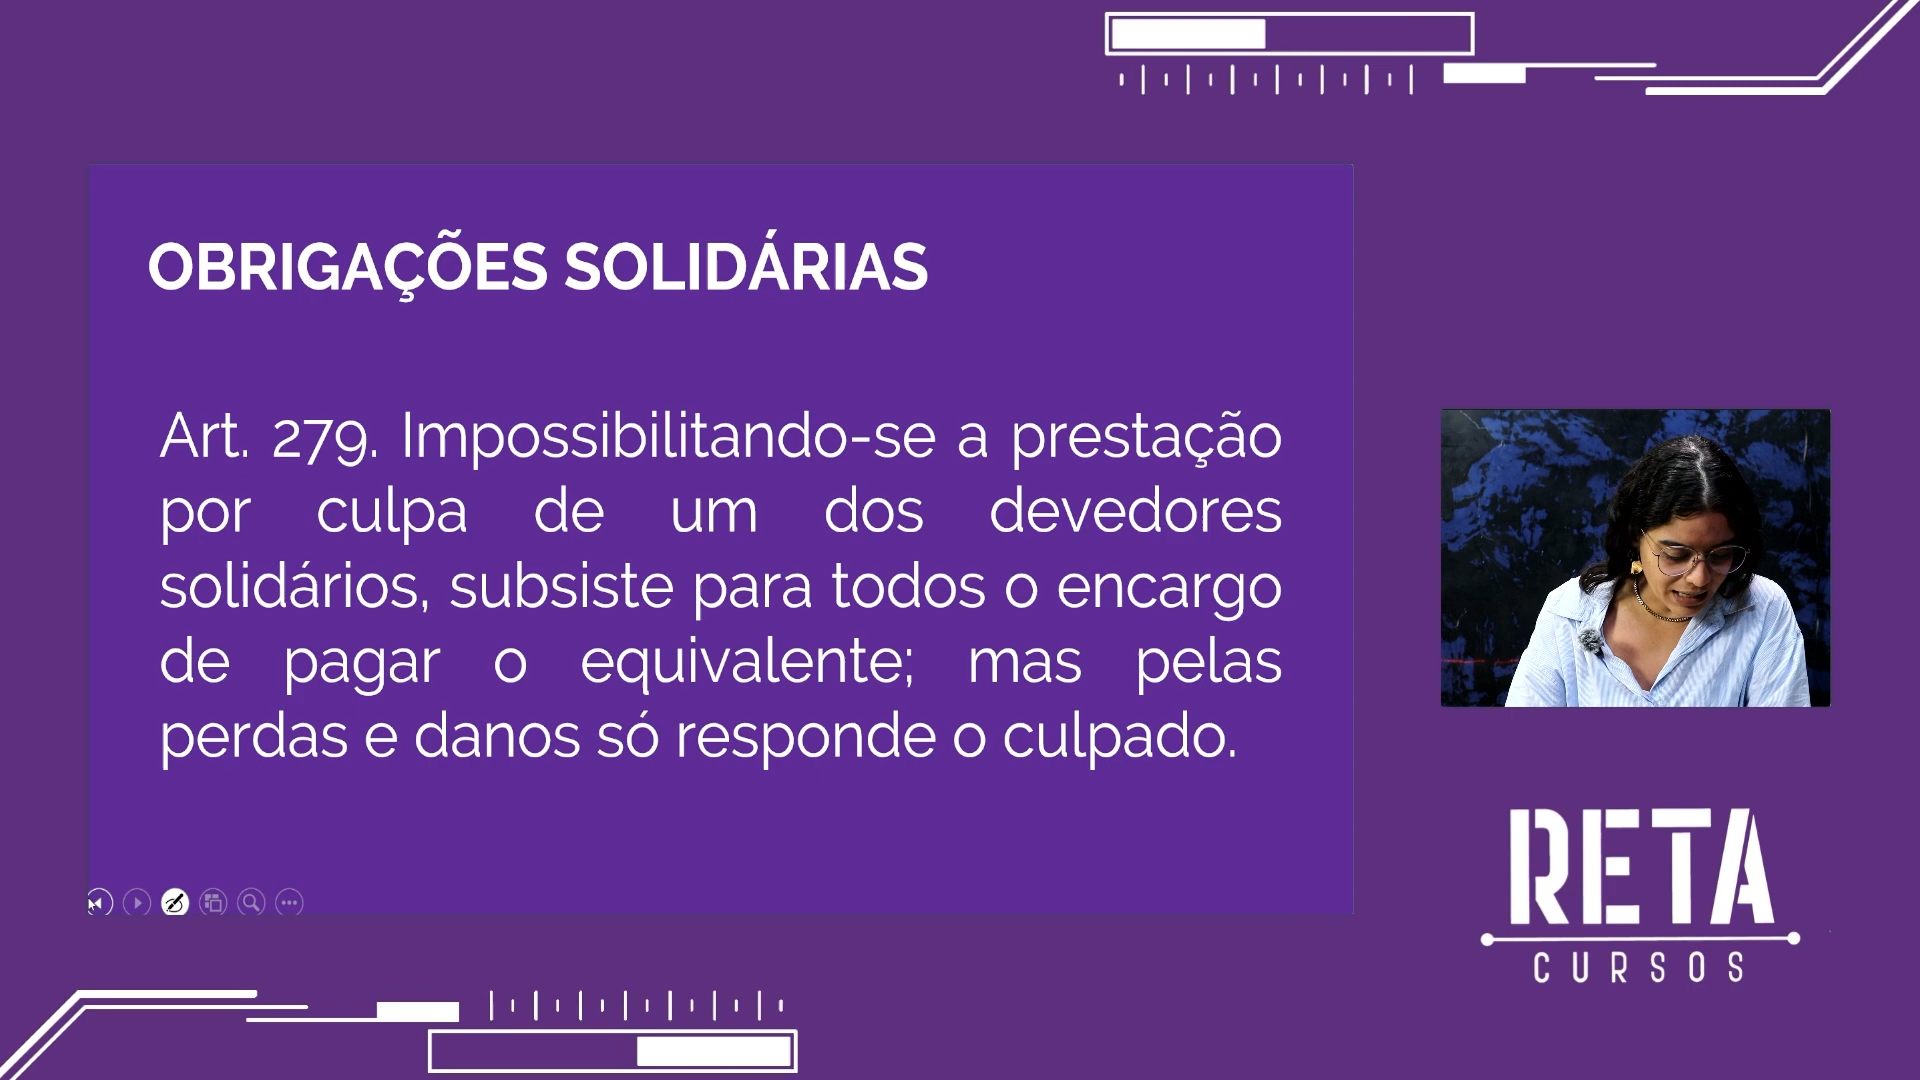 OBRIGAÇÕES SOLIDÁRIAS
Art. 279. Impossibilitando-se a prestação
por culpa de um dos devedores
solidários, subsiste para todos o encargo
de pagar o equivalente; mas pelas
perdas e danos só responde o culpado.
RETA
CURSOS